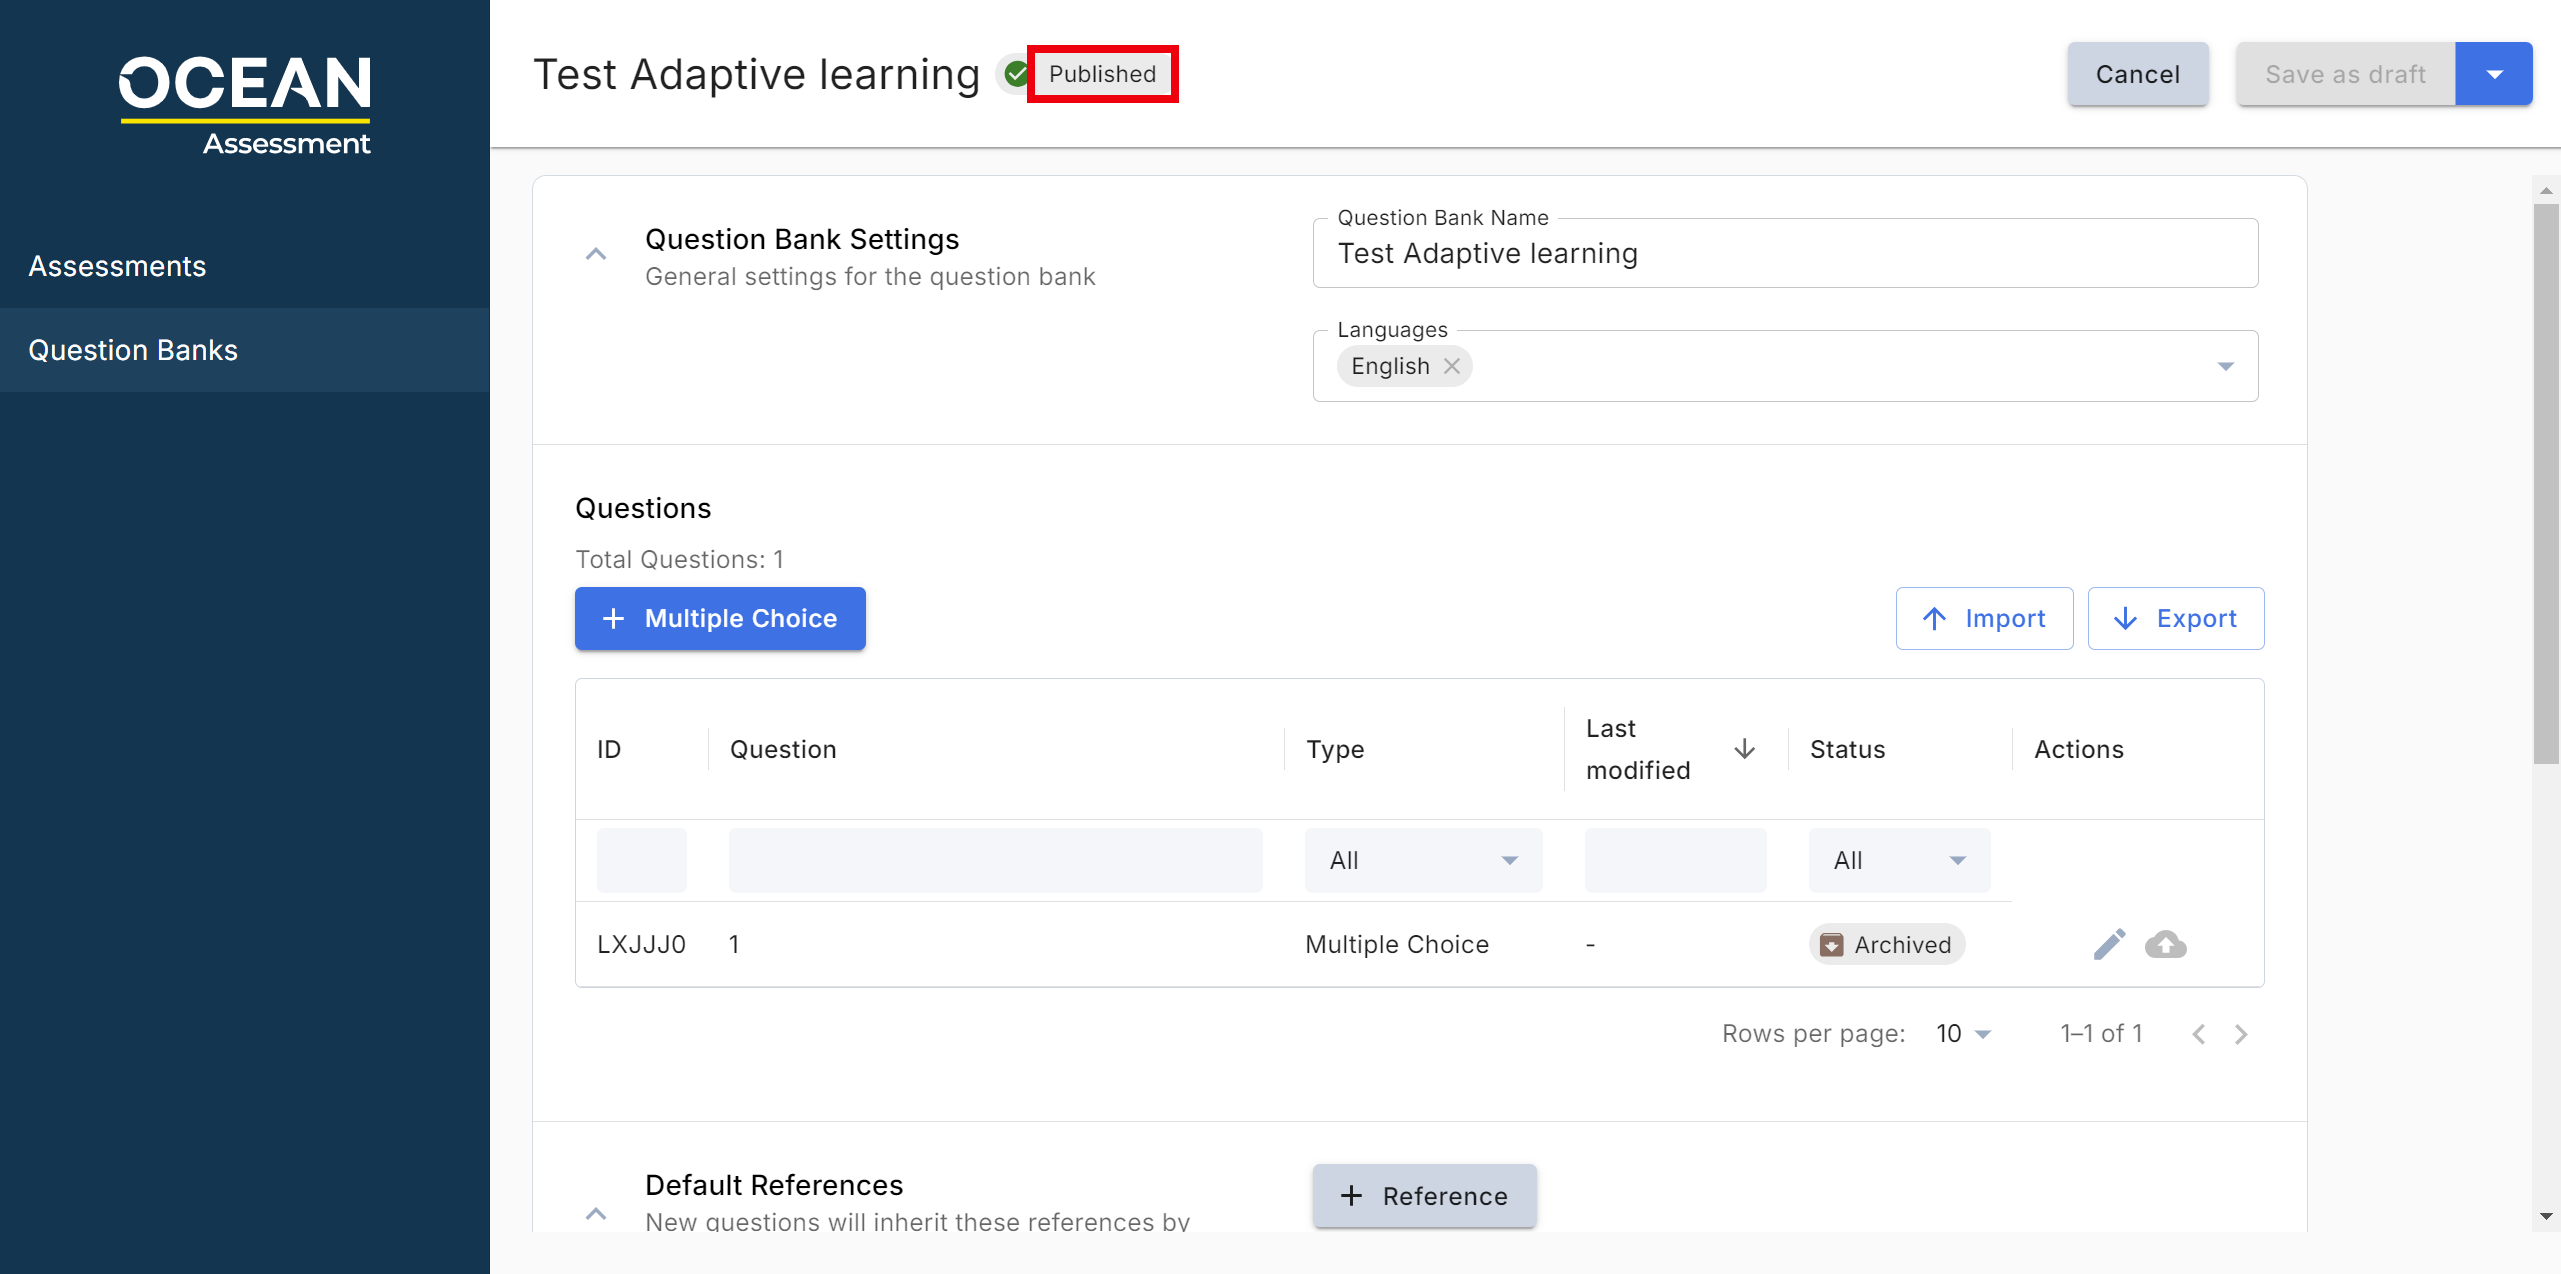 OCEAN
Assessment
Assessments
Question Banks
Test Adaptive learning
Published
Cancel
Save as draft
Question Bank Settings
General settings for the question bank
Question Bank Name
Test Adaptive learning
Languages
English
Questions
Total Questions: 1
Multiple Choice
Import
Export
ID
Question
Type
Last modified
Status
Actions
All
All
LXJJJ0
1
Multiple Choice
-
Archived
Rows per page:
10
1–1 of 1
Default References
New questions will inherit these references by
Reference